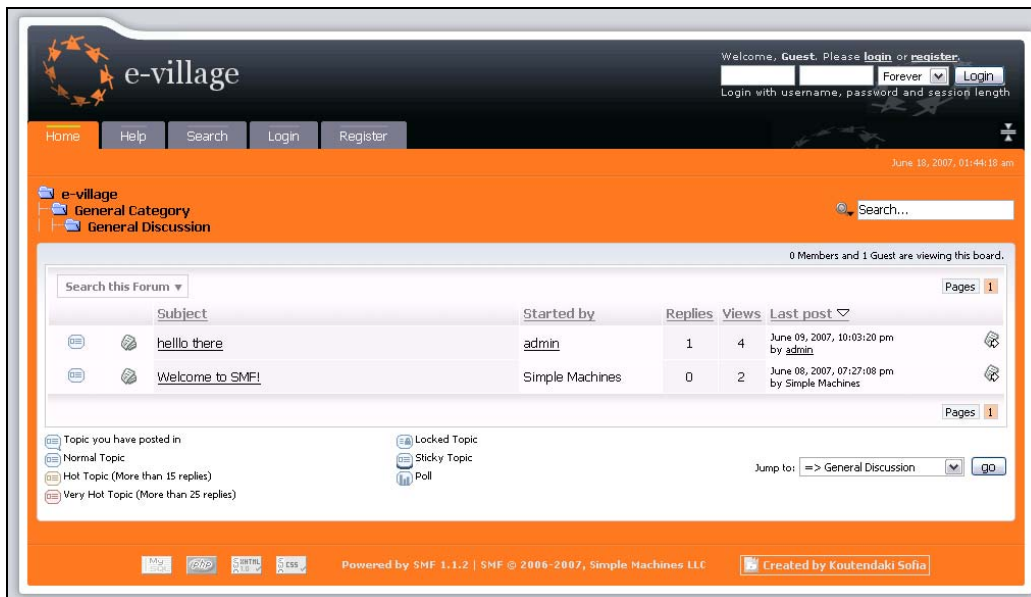 e-village
Welcome, Guest. Please login or register.
Forever Login
Login with username, password and session length
Home Help Search Login Register
June 18, 2007, 01:44:18 am
e-village
General Category
General Discussion
Search...
0 Members and 1 Guest are viewing this board.
Search this Forum
Pages 1
Subject Started by Replies Views Last post
helllo there admin 1 4 June 09, 2007, 10:03:20 pm
by admin
Welcome to SMF! Simple Machines 0 2 June 08, 2007, 07:27:08 pm
by Simple Machines
Pages 1
Topic you have posted in
Normal Topic
Hot Topic (More than 15 replies)
Very Hot Topic (More than 25 replies)
Locked Topic
Sticky Topic
Poll
Jump to: => General Discussion go
My SQL php XHTML 1.0 CSS Powered by SMF 1.1.2 | SMF © 2006-2007, Simple Machines LLC Created by Koutendaki Sofia